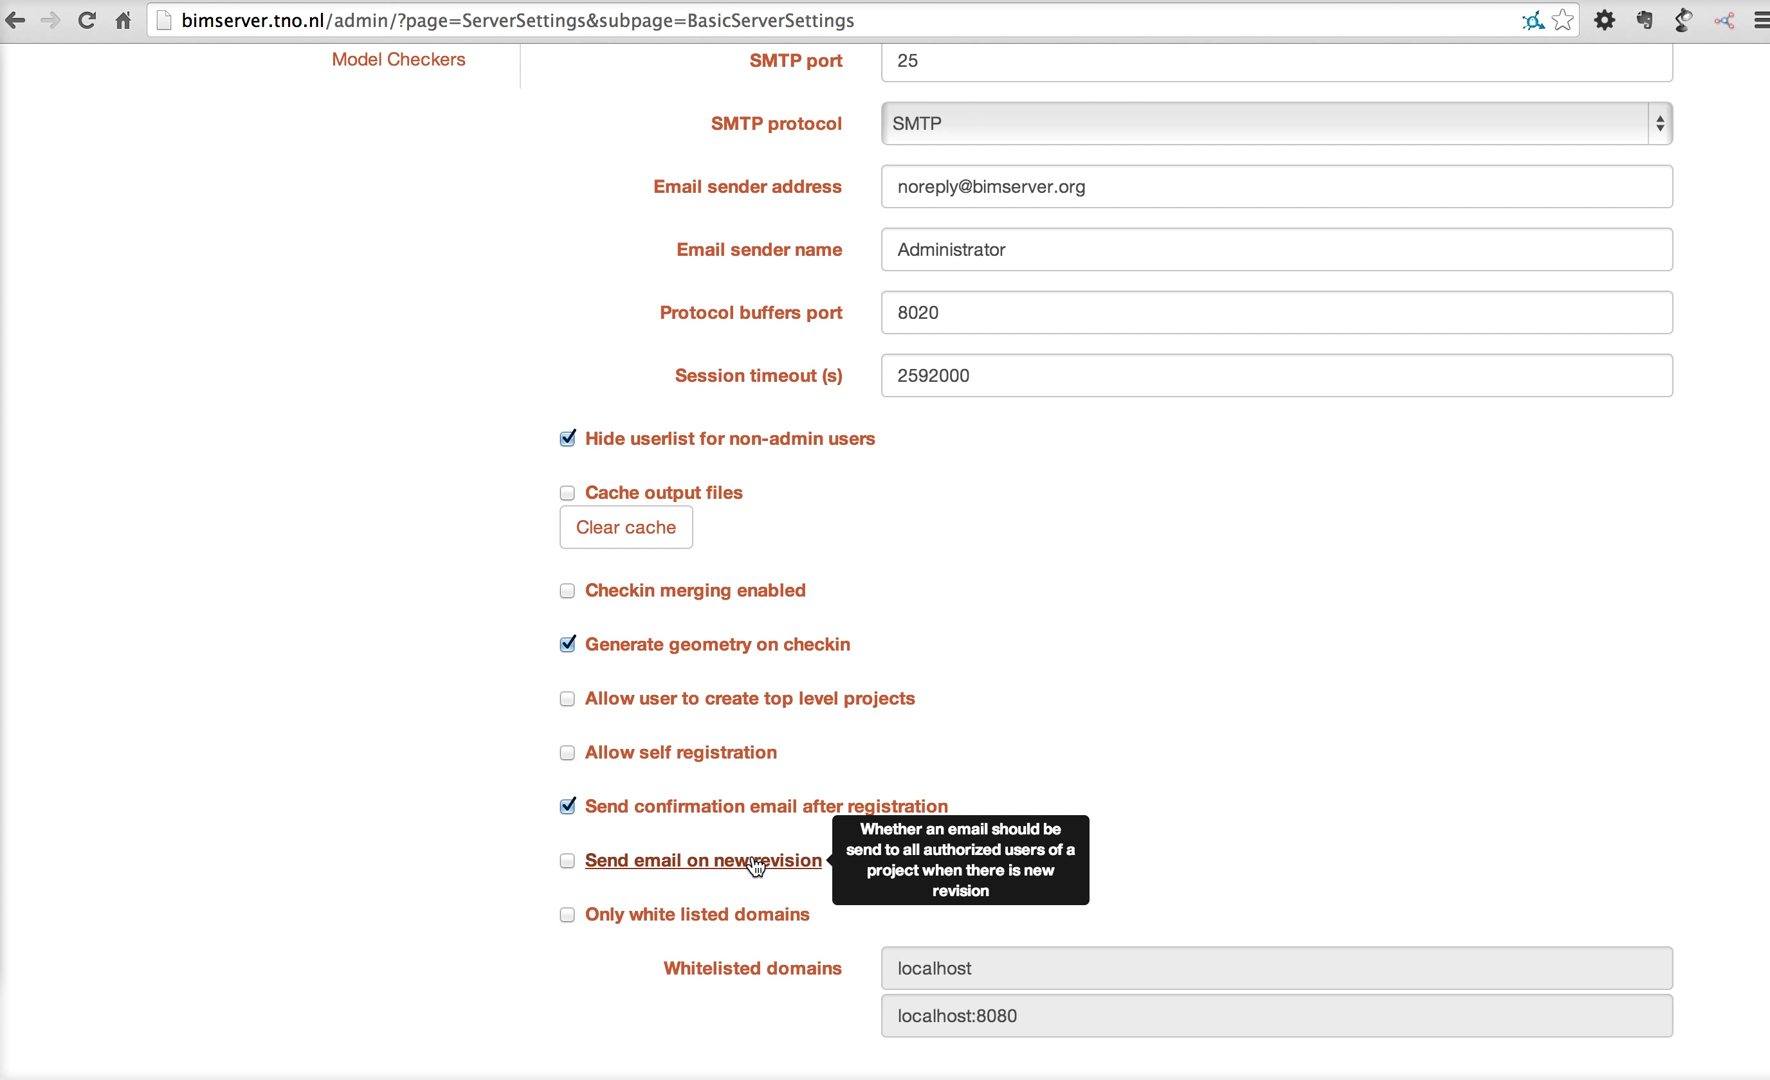 bimserver.tno.nl/admin/?page=ServerSettings&subpage=BasicServerSettings
Model Checkers
SMTP port
25
SMTP protocol
SMTP
Email sender address
noreply@bimserver.org
Email sender name
Administrator
Protocol buffers port
8020
Session timeout (s)
2592000
Hide userlist for non-admin users
Cache output files
Clear cache
Checkin merging enabled
Generate geometry on checkin
Allow user to create top level projects
Allow self registration
Send confirmation email after registration
Send email on new revision
Whether an email should be
send to all authorized users of a
project when there is new
revision
Only white listed domains
Whitelisted domains
localhost
localhost:8080